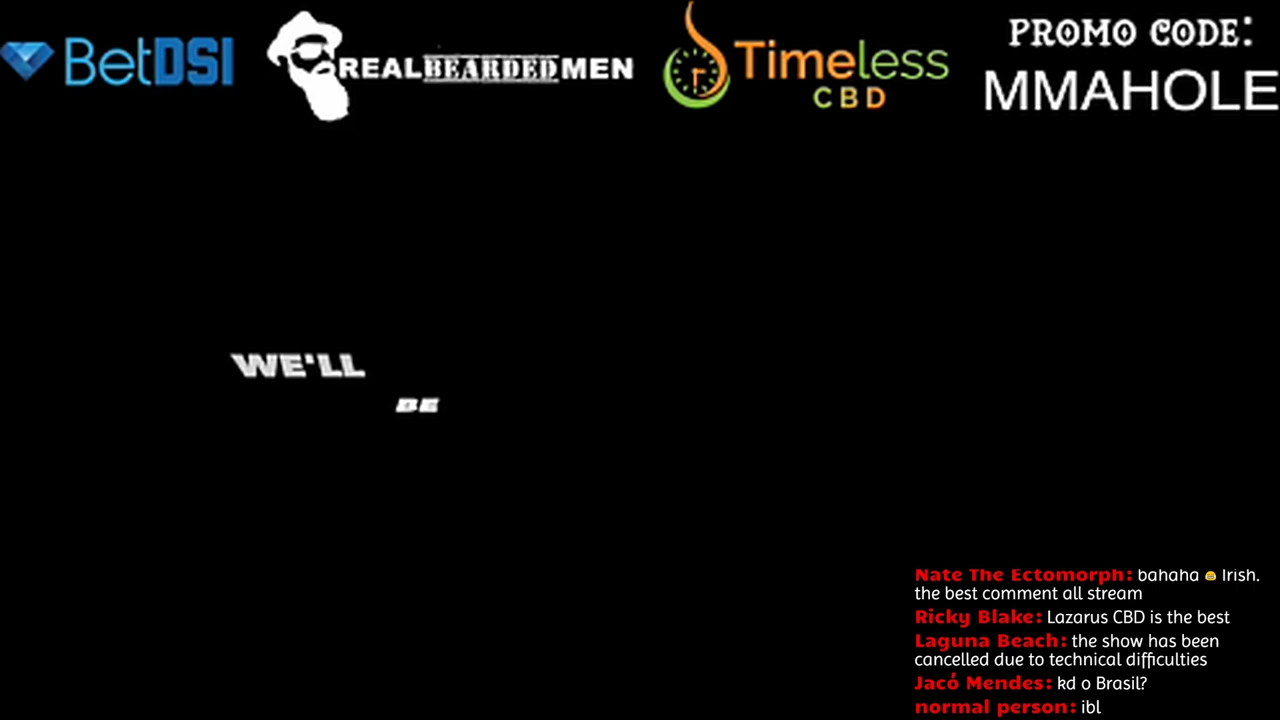 BetDSI
REALBEARDEDMEN
Timeless
CBD
PROMO CODE:
MMAHOLE
WE'LL
BE
Nate The Ectomorph: bahaha 😂 Irish.
the best comment all stream
Ricky Blake: Lazarus CBD is the best
Laguna Beach: the show has been
cancelled due to technical difficulties
Jacó Mendes: kd o Brasil?
normal person: ibl